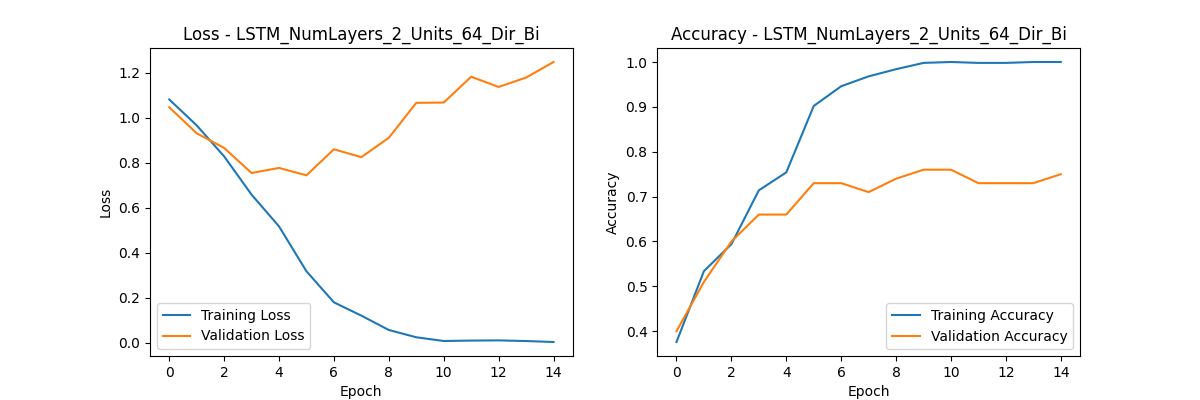 Loss - LSTM_NumLayers_2_Units_64_Dir_Bi
1.2
1.0
0.8
0.6
0.4
0.2
0.0
Loss
Training Loss
Validation Loss
0 2 4 6 8 10 12 14
Epoch
Accuracy - LSTM_NumLayers_2_Units_64_Dir_Bi
1.0
0.9
0.8
0.7
0.6
0.5
0.4
Accuracy
Training Accuracy
Validation Accuracy
0 2 4 6 8 10 12 14
Epoch